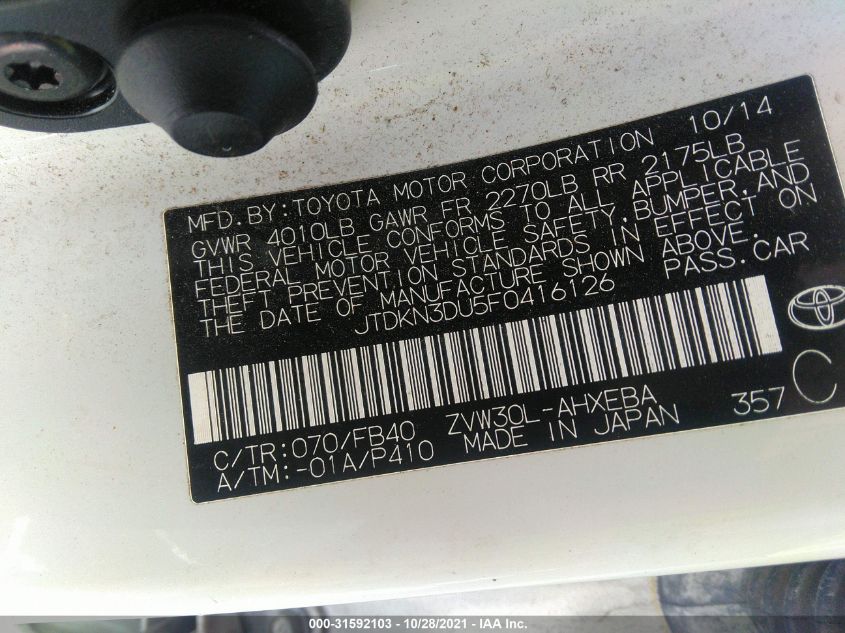 MFD.BY:TOYOTA MOTOR CORPORATION 10/14
GVWR 4010LB GAWR FR 2270LB RR 2175LB
THIS VEHICLE CONFORMS TO ALL APPLICABLE
FEDERAL MOTOR VEHICLE SAFETY,BUMPER,AND
THEFT PREVENTION STANDARDS IN EFFECT ON
THE DATE OF MANUFACTURE SHOWN ABOVE.
JTDKN3DU5F0416126 PASS.CAR
C/TR:070/FB40 ZVW30L-AHXEBA 357 C
A/TM:-01A/P410 MADE IN JAPAN
000-31592103 - 10/28/2021 - IAA Inc.